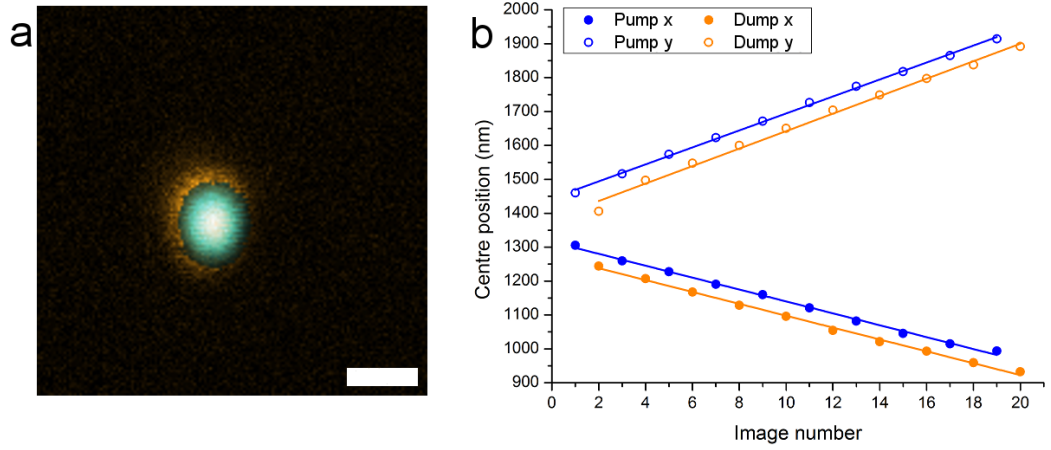 a
b
Pump x
Dump x
Pump y
Dump y
Centre position (nm)
2000
1900
1800
1700
1600
1500
1400
1300
1200
1100
1000
900
0 2 4 6 8 10 12 14 16 18 20
Image number